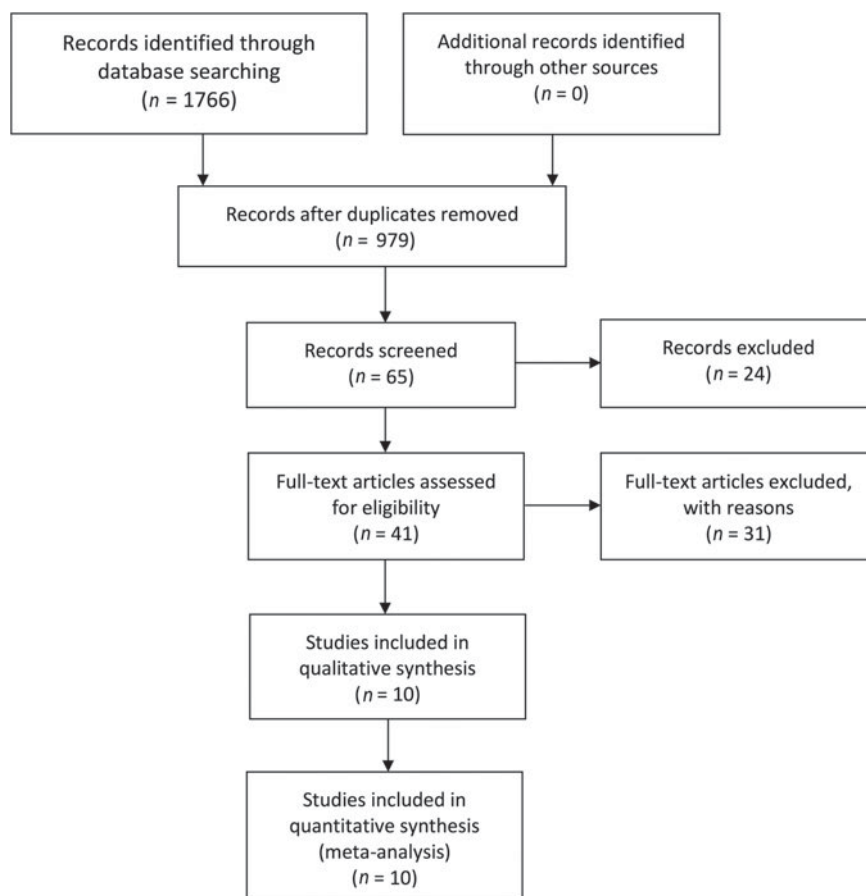 Records identified through
database searching
(n = 1766)
Additional records identified
through other sources
(n = 0)
Records after duplicates removed
(n = 979)
Records screened
(n = 65)
Records excluded
(n = 24)
Full-text articles assessed
for eligibility
(n = 41)
Full-text articles excluded,
with reasons
(n = 31)
Studies included in
qualitative synthesis
(n = 10)
Studies included in
quantitative synthesis
(meta-analysis)
(n = 10)